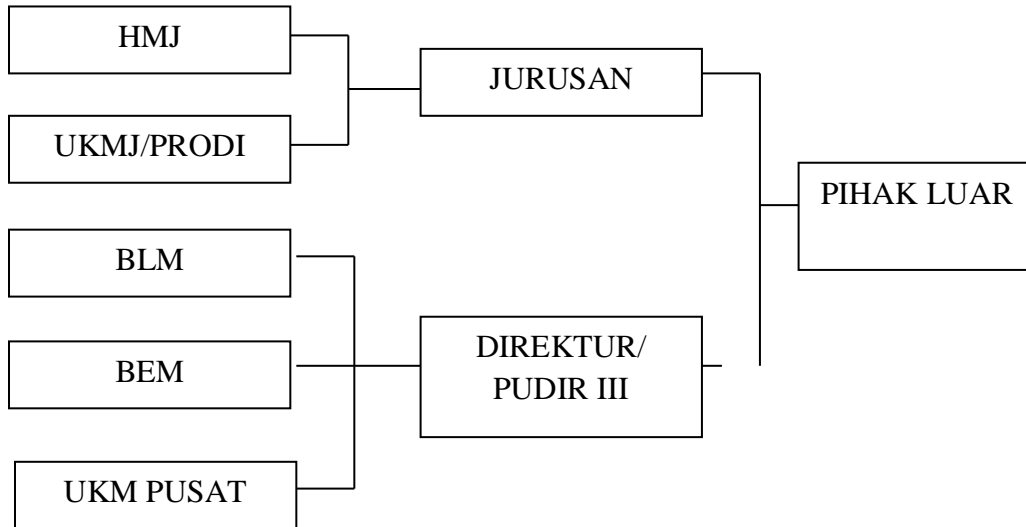 HMJ
UKMJ/PRODI
JURUSAN
PIHAK LUAR
BLM
BEM
UKM PUSAT
DIREKTUR/
PUDIR III